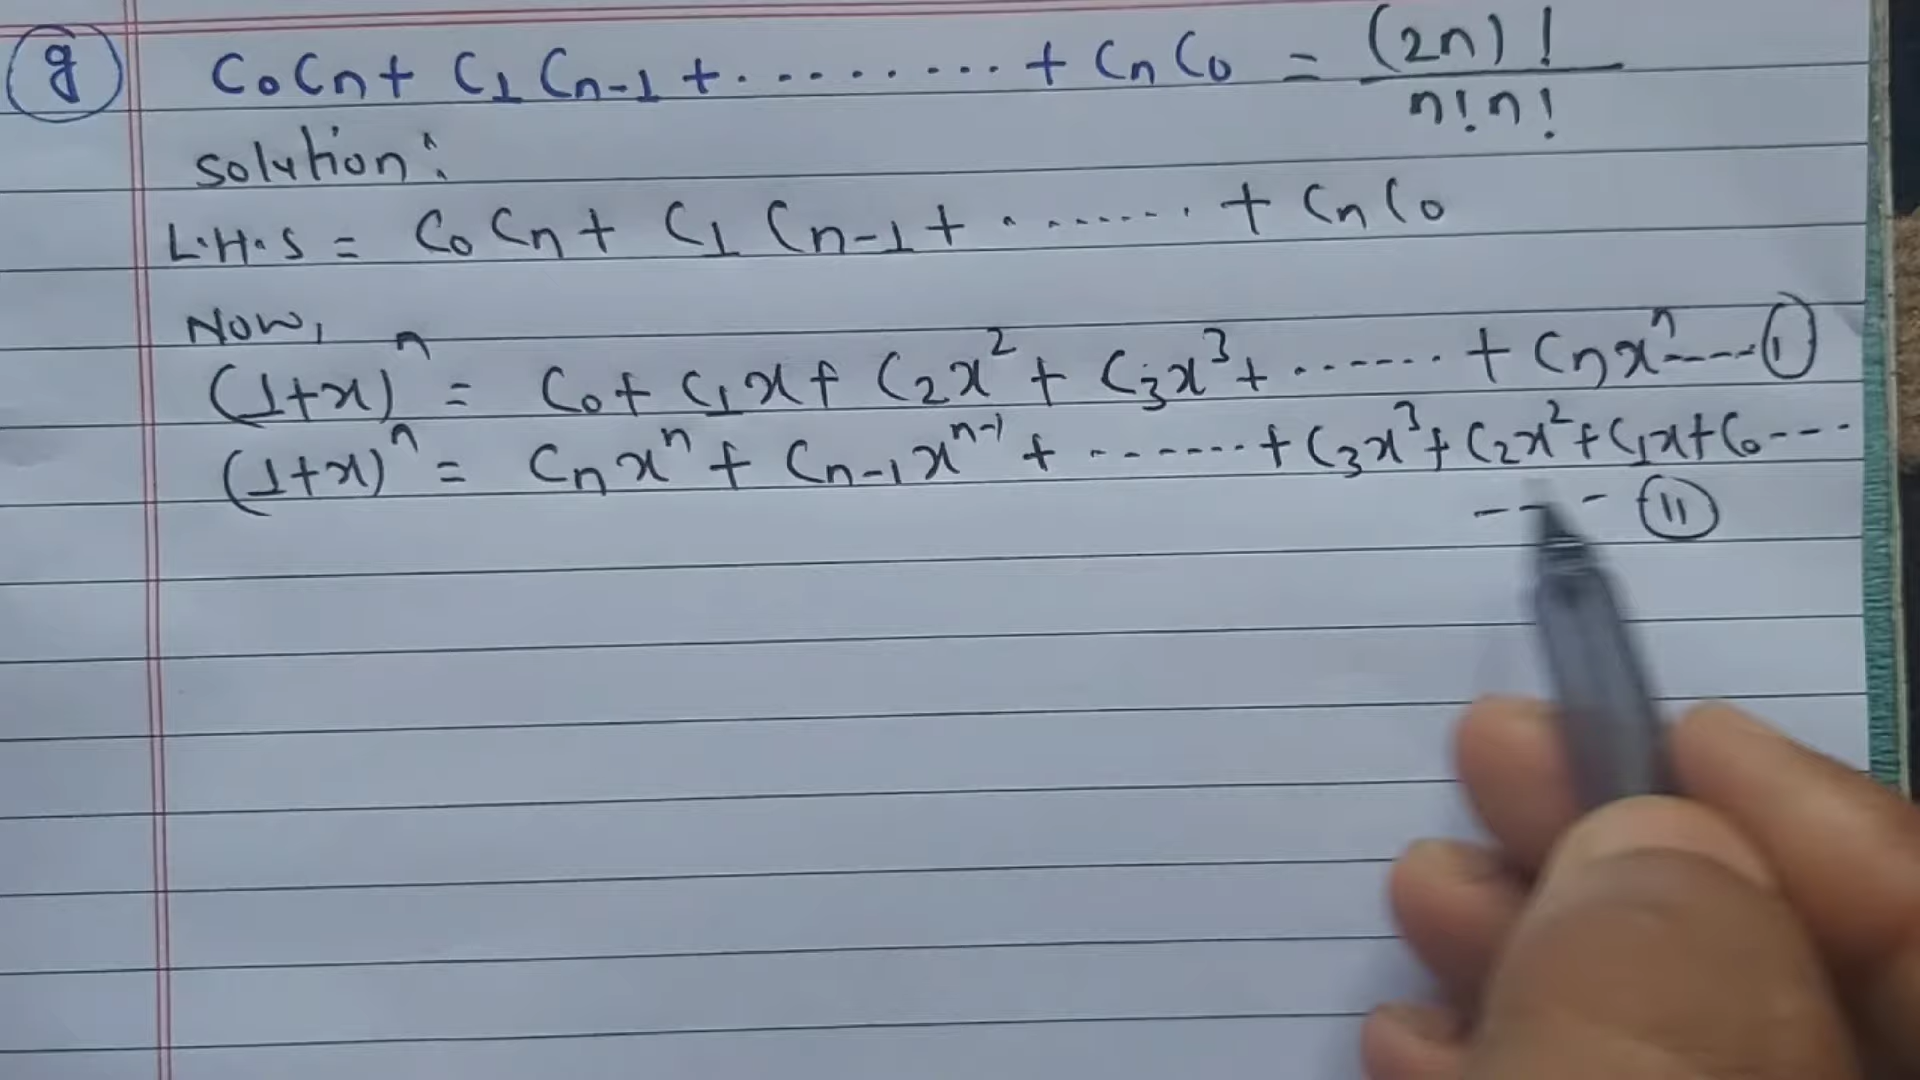 g C₀Cₙ + C₁Cₙ₋₁ + ......... + CₙC₀ = (2n)! / n!n!
solution:
L.H.S = C₀Cₙ + C₁Cₙ₋₁ + ....... + CₙC₀
Now,
(1+x)ⁿ = C₀ + C₁x + C₂x² + C₃x³ + ....... + Cₙxⁿ ---- I
(1+x)ⁿ = Cₙxⁿ + Cₙ₋₁xⁿ⁻¹ + ....... + C₃x³ + C₂x² + C₁x + C₀ ---
--- II